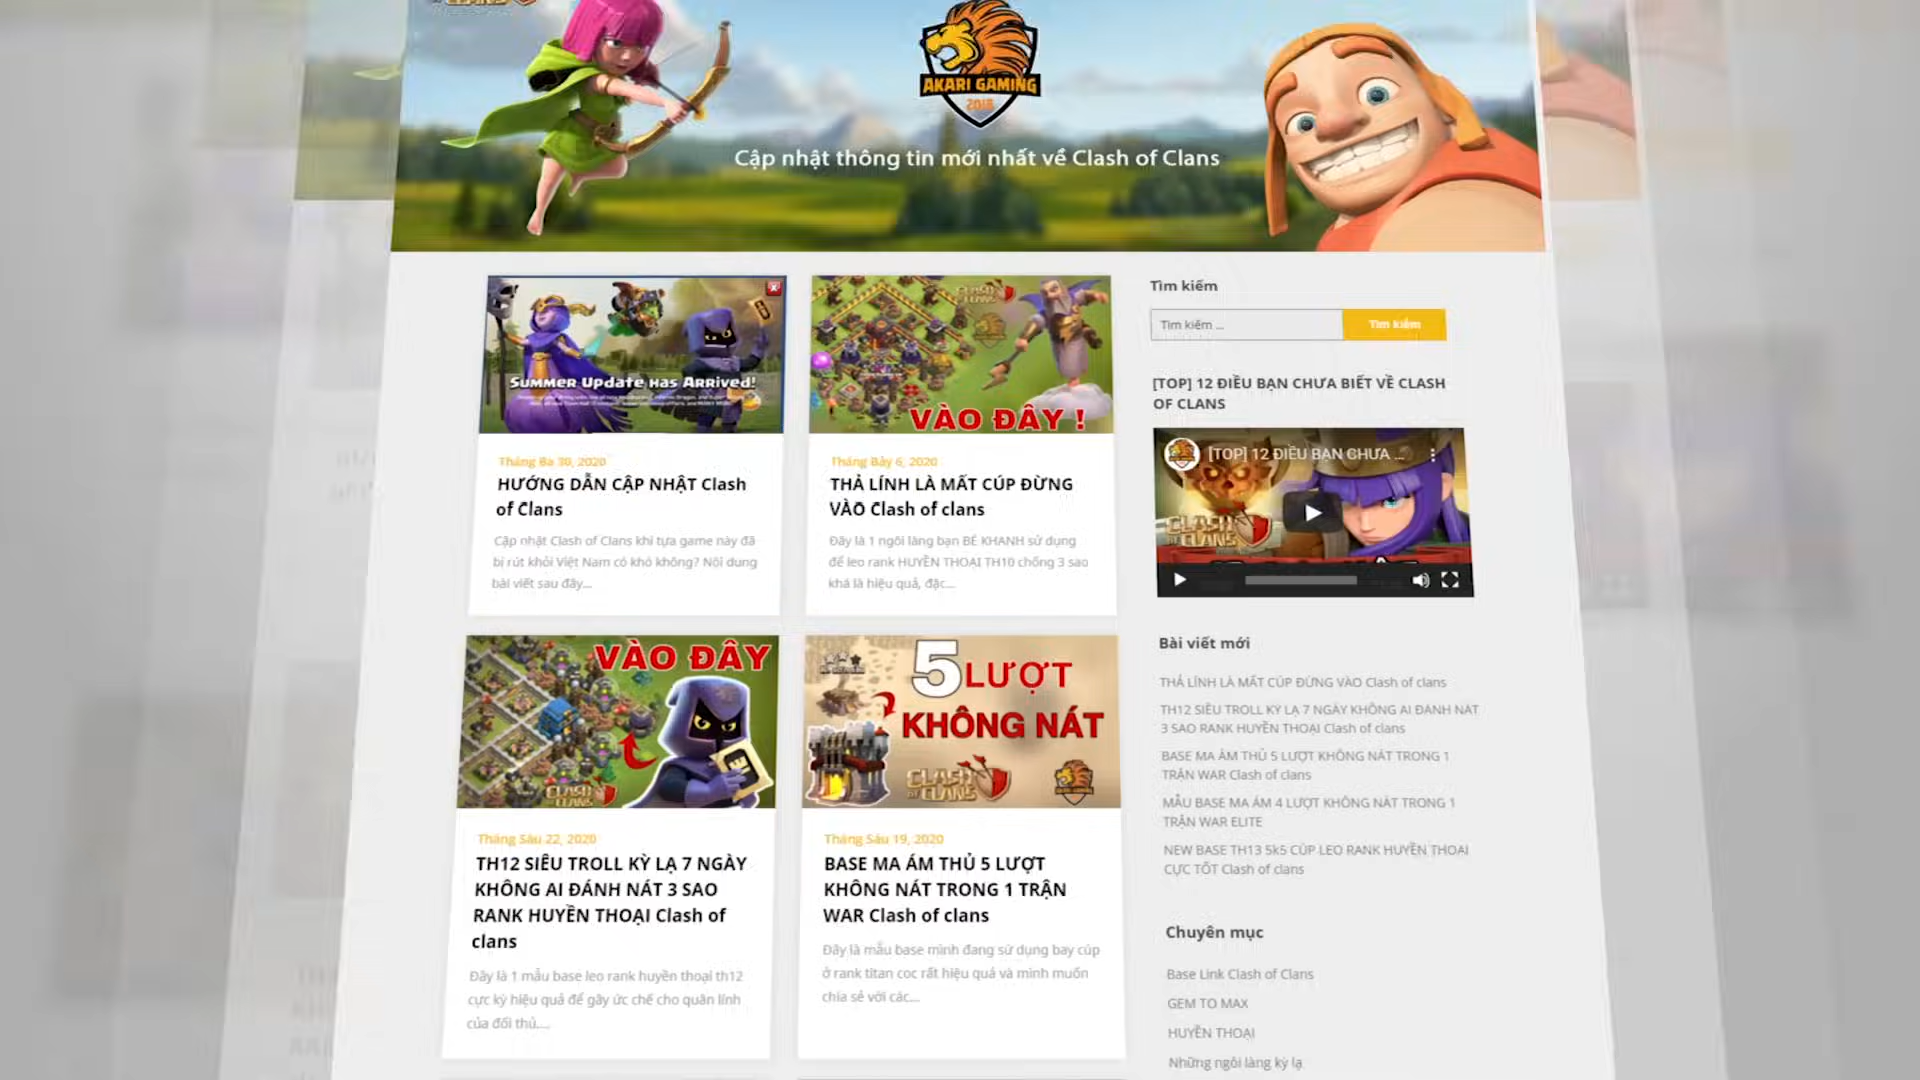 AKARI GAMING
2018
Cập nhật thông tin mới nhất về Clash of Clans
Summer Update has Arrived!
Tháng Ba 30, 2020
HƯỚNG DẪN CẬP NHẬT Clash
of Clans
Cập nhật Clash of Clans khi tựa game này đã
bị rút khỏi Việt Nam có khó không? Nội dung
bài viết sau đây...
VÀO ĐÂY !
Tháng Bảy 6, 2020
THẢ LÍNH LÀ MẤT CÚP ĐỪNG
VÀO Clash of clans
Đây là 1 ngôi làng bạn BÉ KHANH sử dụng
để leo rank HUYỀN THOẠI TH10 chống 3 sao
khá là hiệu quả, đặc...
VÀO ĐÂY
CLASH
OF CLANS
Tháng Sáu 22, 2020
TH12 SIÊU TROLL KỲ LẠ 7 NGÀY
KHÔNG AI ĐÁNH NÁT 3 SAO
RANK HUYỀN THOẠI Clash of
clans
Đây là 1 mẫu base leo rank huyền thoại th12
cực kỳ hiệu quả để gây ức chế cho quân lính
của đối thủ....
5 LƯỢT
KHÔNG NÁT
CLASH
OF CLANS
Tháng Sáu 19, 2020
BASE MA ÁM THỦ 5 LƯỢT
KHÔNG NÁT TRONG 1 TRẬN
WAR Clash of clans
Đây là mẫu base mình đang sử dụng bay cúp
ở rank titan coc rất hiệu quả và mình muốn
chia sẻ với các...
Tìm kiếm
Tìm kiếm ...
Tìm kiếm
[TOP] 12 ĐIỀU BẠN CHƯA BIẾT VỀ CLASH
OF CLANS
[TOP] 12 ĐIỀU BẠN CHƯA ...
CLASH
OF CLANS
Bài viết mới
THẢ LÍNH LÀ MẤT CÚP ĐỪNG VÀO Clash of clans
TH12 SIÊU TROLL KỲ LẠ 7 NGÀY KHÔNG AI ĐÁNH NÁT
3 SAO RANK HUYỀN THOẠI Clash of clans
BASE MA ÁM THỦ 5 LƯỢT KHÔNG NÁT TRONG 1
TRẬN WAR Clash of clans
MẪU BASE MA ÁM 4 LƯỢT KHÔNG NÁT TRONG 1
TRẬN WAR ELITE
NEW BASE TH13 5k5 CÚP LEO RANK HUYỀN THOẠI
CỰC TỐT Clash of clans
Chuyên mục
Base Link Clash of Clans
GEM TO MAX
HUYỀN THOẠI
Những ngôi làng kỳ lạ